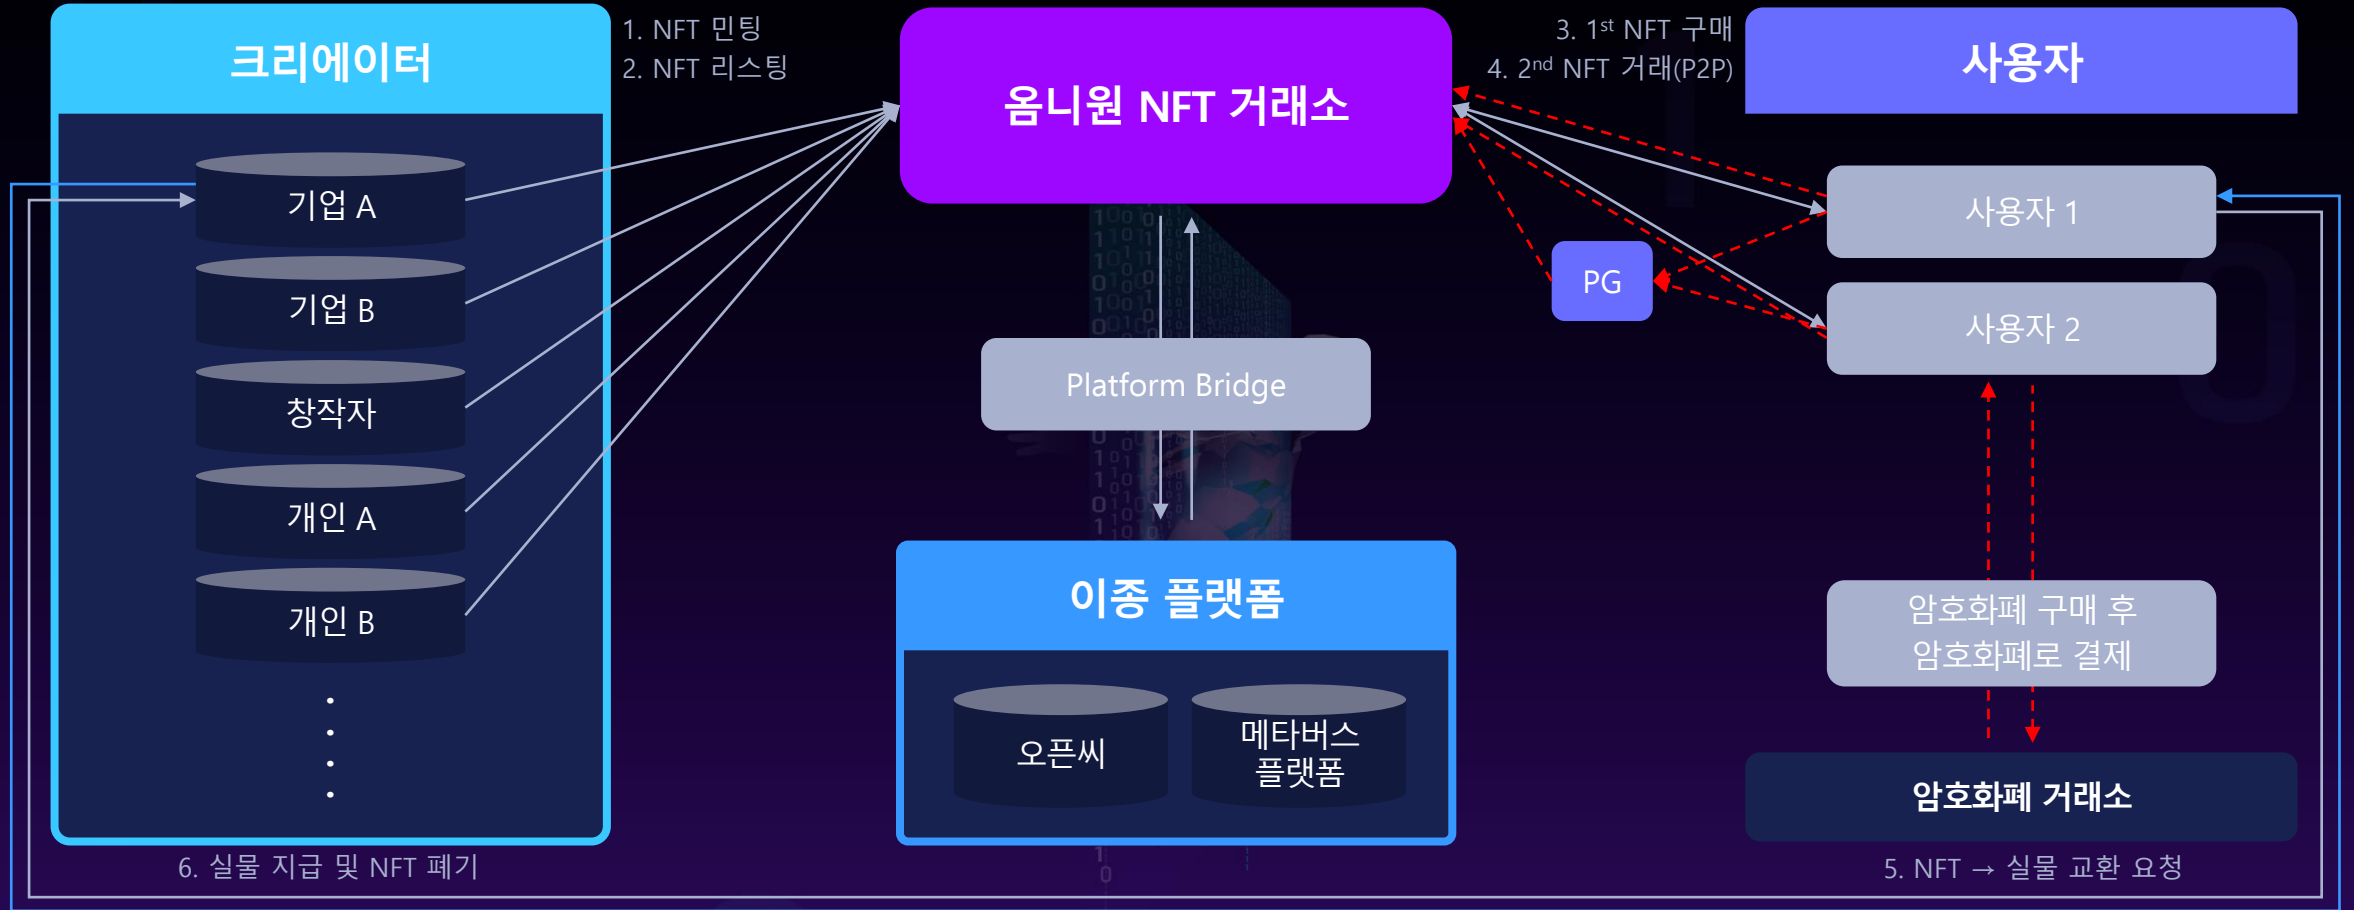 크리에이터
1. NFT 민팅
2. NFT 리스팅
옴니원 NFT 거래소
3. 1st NFT 구매
4. 2nd NFT 거래(P2P)
사용자
기업 A
기업 B
창작자
개인 A
개인 B
PG
사용자 1
사용자 2
Platform Bridge
이종 플랫폼
오픈씨
메타버스
플랫폼
암호화폐 구매 후
암호화폐로 결제
암호화폐 거래소
6. 실물 지급 및 NFT 폐기
5. NFT → 실물 교환 요청